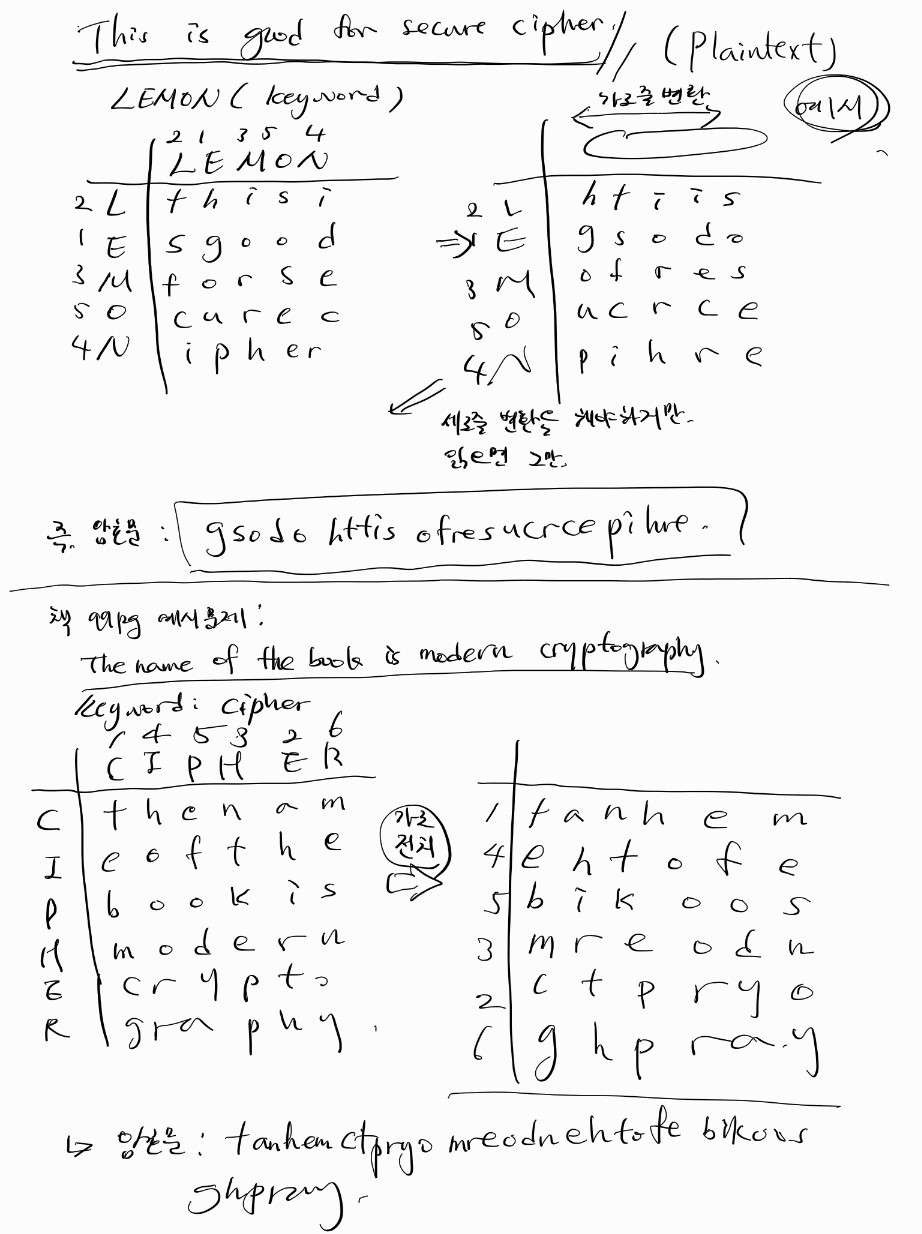 This is good for secure cipher.
(Plaintext)
LEMON (keyword)
가로줄 변환
예시
2 1 3 5 4
L E M O N
2 L t h i s i
1 E s g o o d
3 M f o r s e
5 O c u r e c
4 N i p h e r
2 L h t i i s
⇒ 1 E g s o d o
3 M o f r e s
5 O u c r c e
4 N p i h r e
세로줄 변환을 해야하지만.
읽으면 그만.
즉. 암호문 : gsodo httis ofresucrcepihre.
책 99pg 예시문제 :
The name of the book is modern cryptography.
keyword : cipher
1 4 5 3 2 6
C I P H E R
C t h e n a m
I e o f t h e
P b o o k i s
H m o d e r n
E c r y p t o
R g r a p h y .
가로
전치
1 t a n h e m
4 e h t o f e
5 b i k o o s
3 m r e o d n
2 c t p r y o
6 g h p r a . y
↳ 암호문 : tanhemctpryo mreodnehtofe bikoos
ghpray.